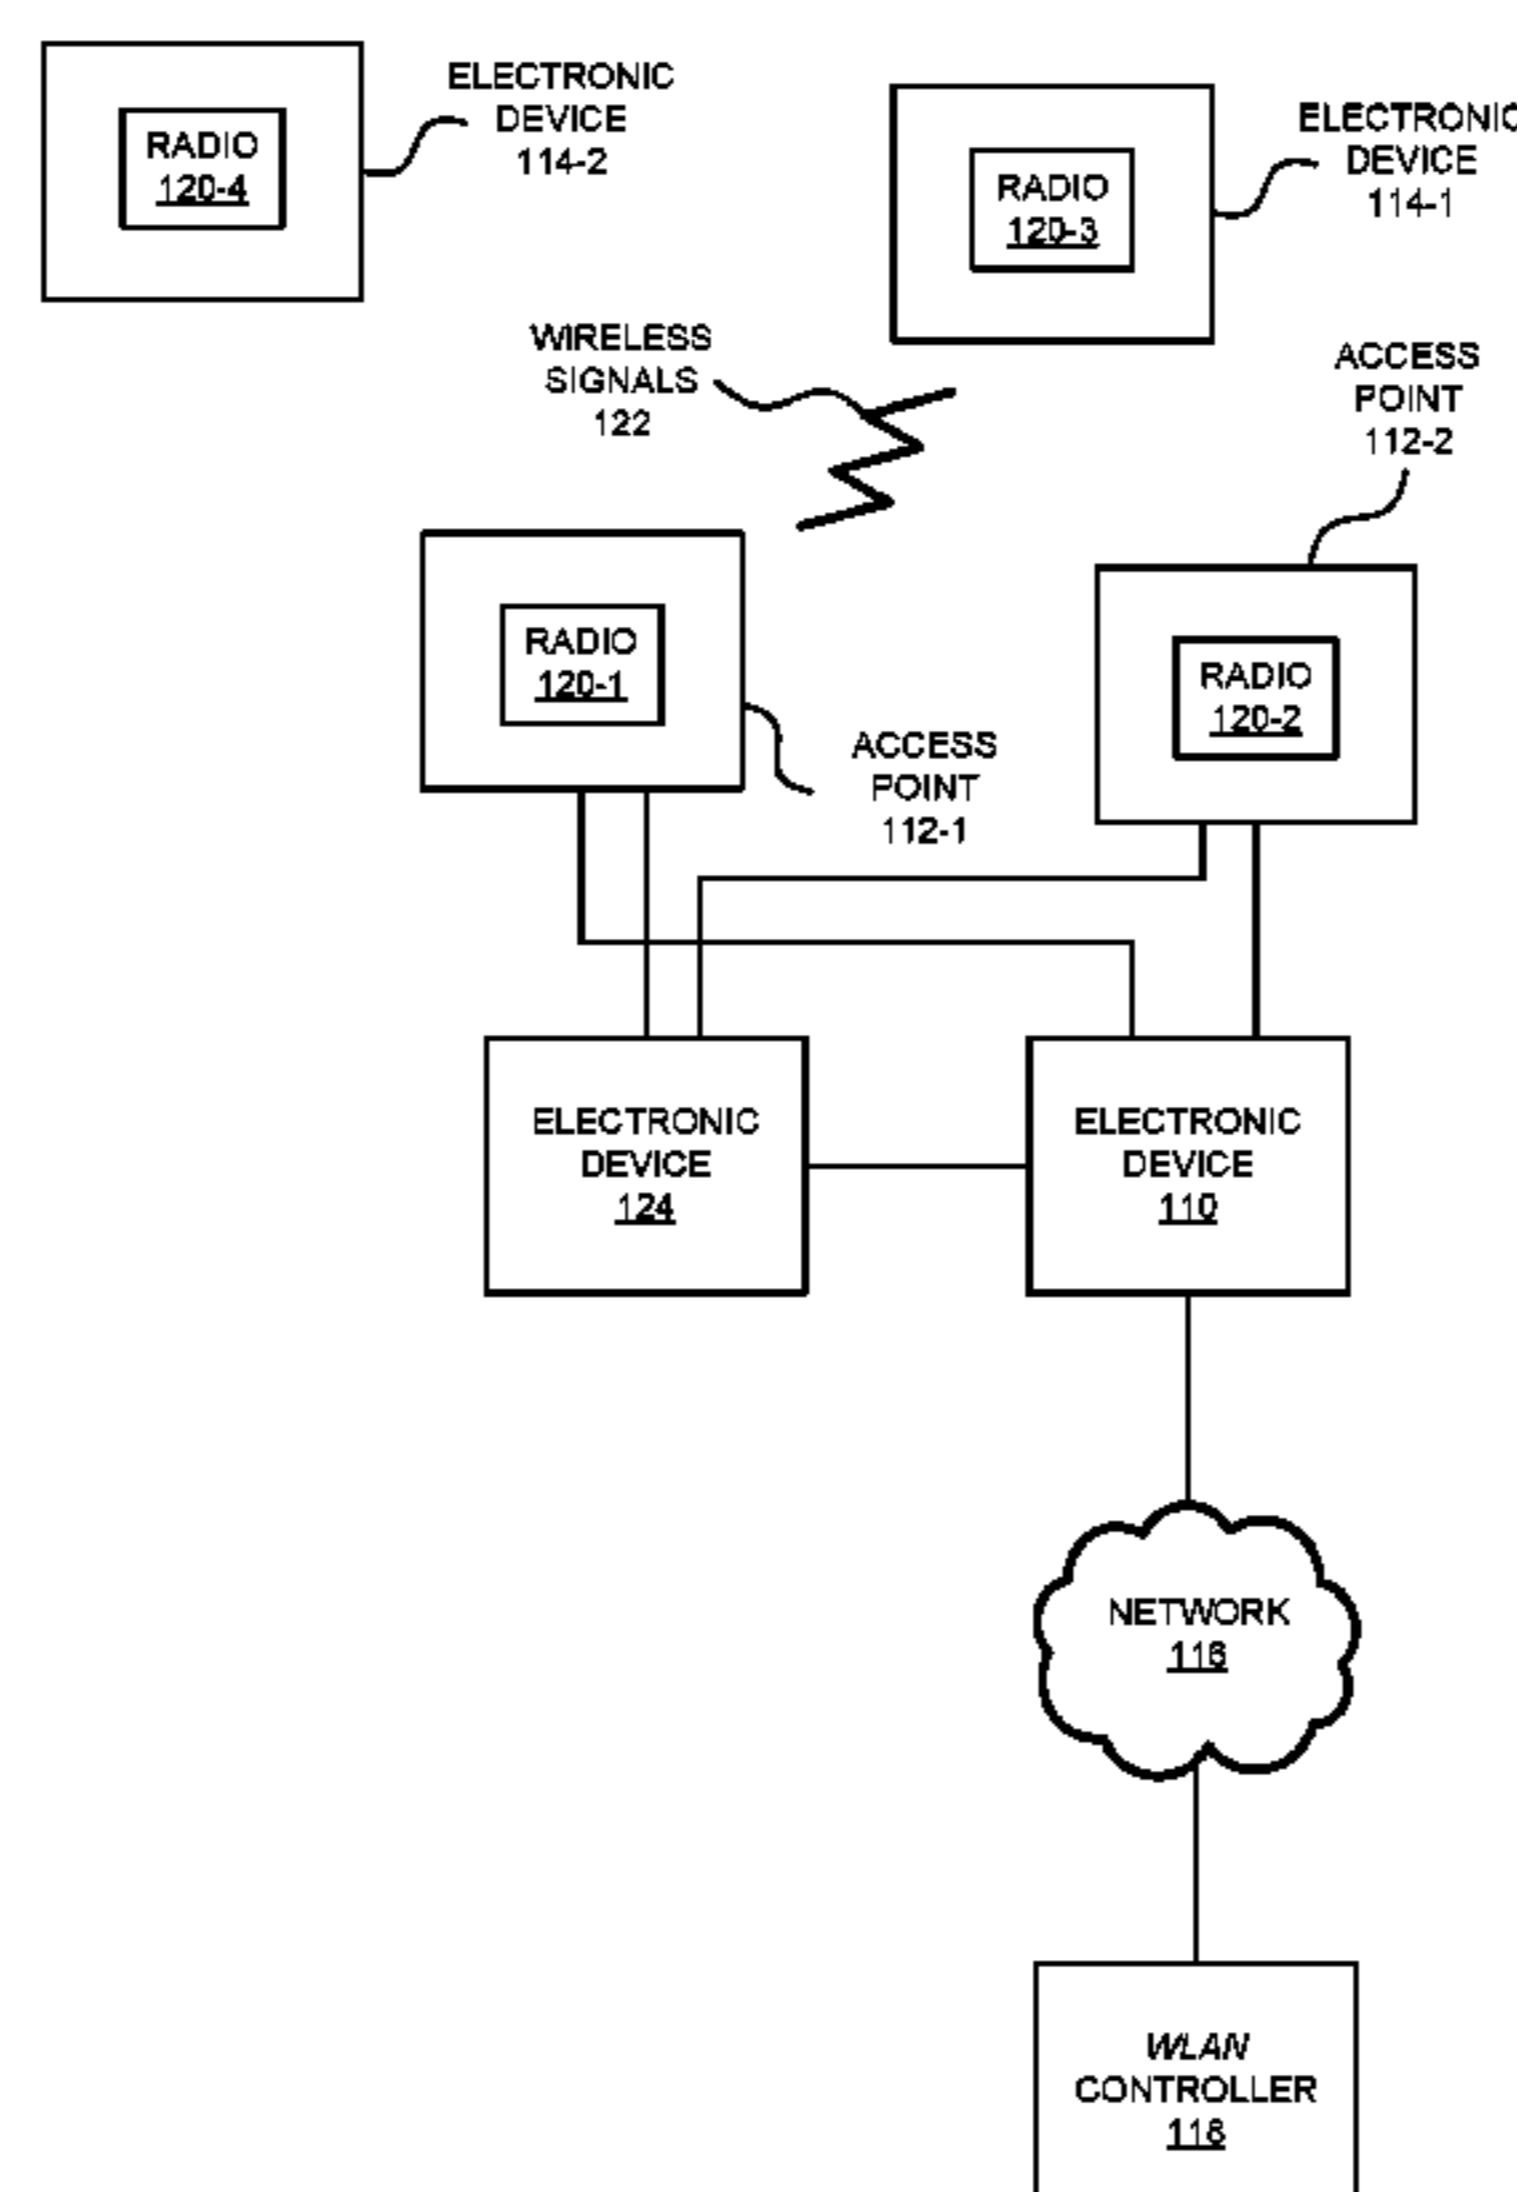 ELECTRONIC
DEVICE
114-2
RADIO
120-4
ELECTRONIC
DEVICE
114-1
RADIO
120-3
WIRELESS
SIGNALS
122
ACCESS
POINT
112-2
RADIO
120-1
RADIO
120-2
ACCESS
POINT
112-1
ELECTRONIC
DEVICE
124
ELECTRONIC
DEVICE
110
NETWORK
116
WLAN
CONTROLLER
118